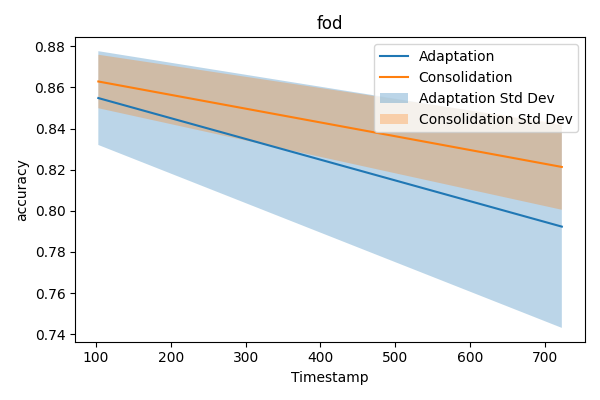 fod
0.88
0.86
0.84
0.82
0.80
0.78
0.76
0.74
accuracy
Adaptation
Consolidation
Adaptation Std Dev
Consolidation Std Dev
100 200 300 400 500 600 700
Timestamp